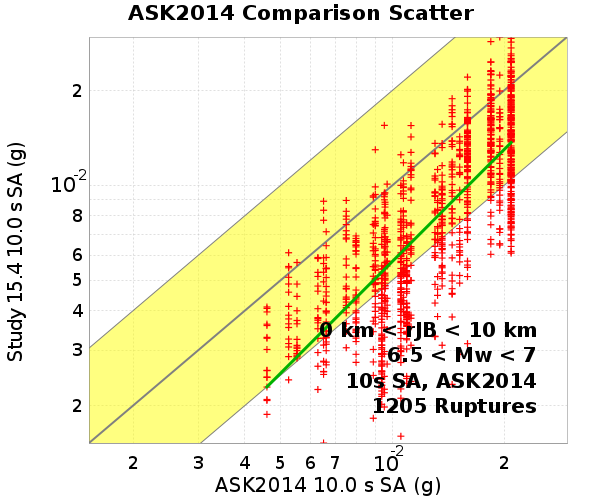 ASK2014 Comparison Scatter
Study 15.4 10.0 s SA (g)
2
10-2
8
6
5
4
3
2
0 km < rJB < 10 km
6.5 < Mw < 7
10s SA, ASK2014
1205 Ruptures
2 3 4 5 6 7 10-2 2
ASK2014 10.0 s SA (g)